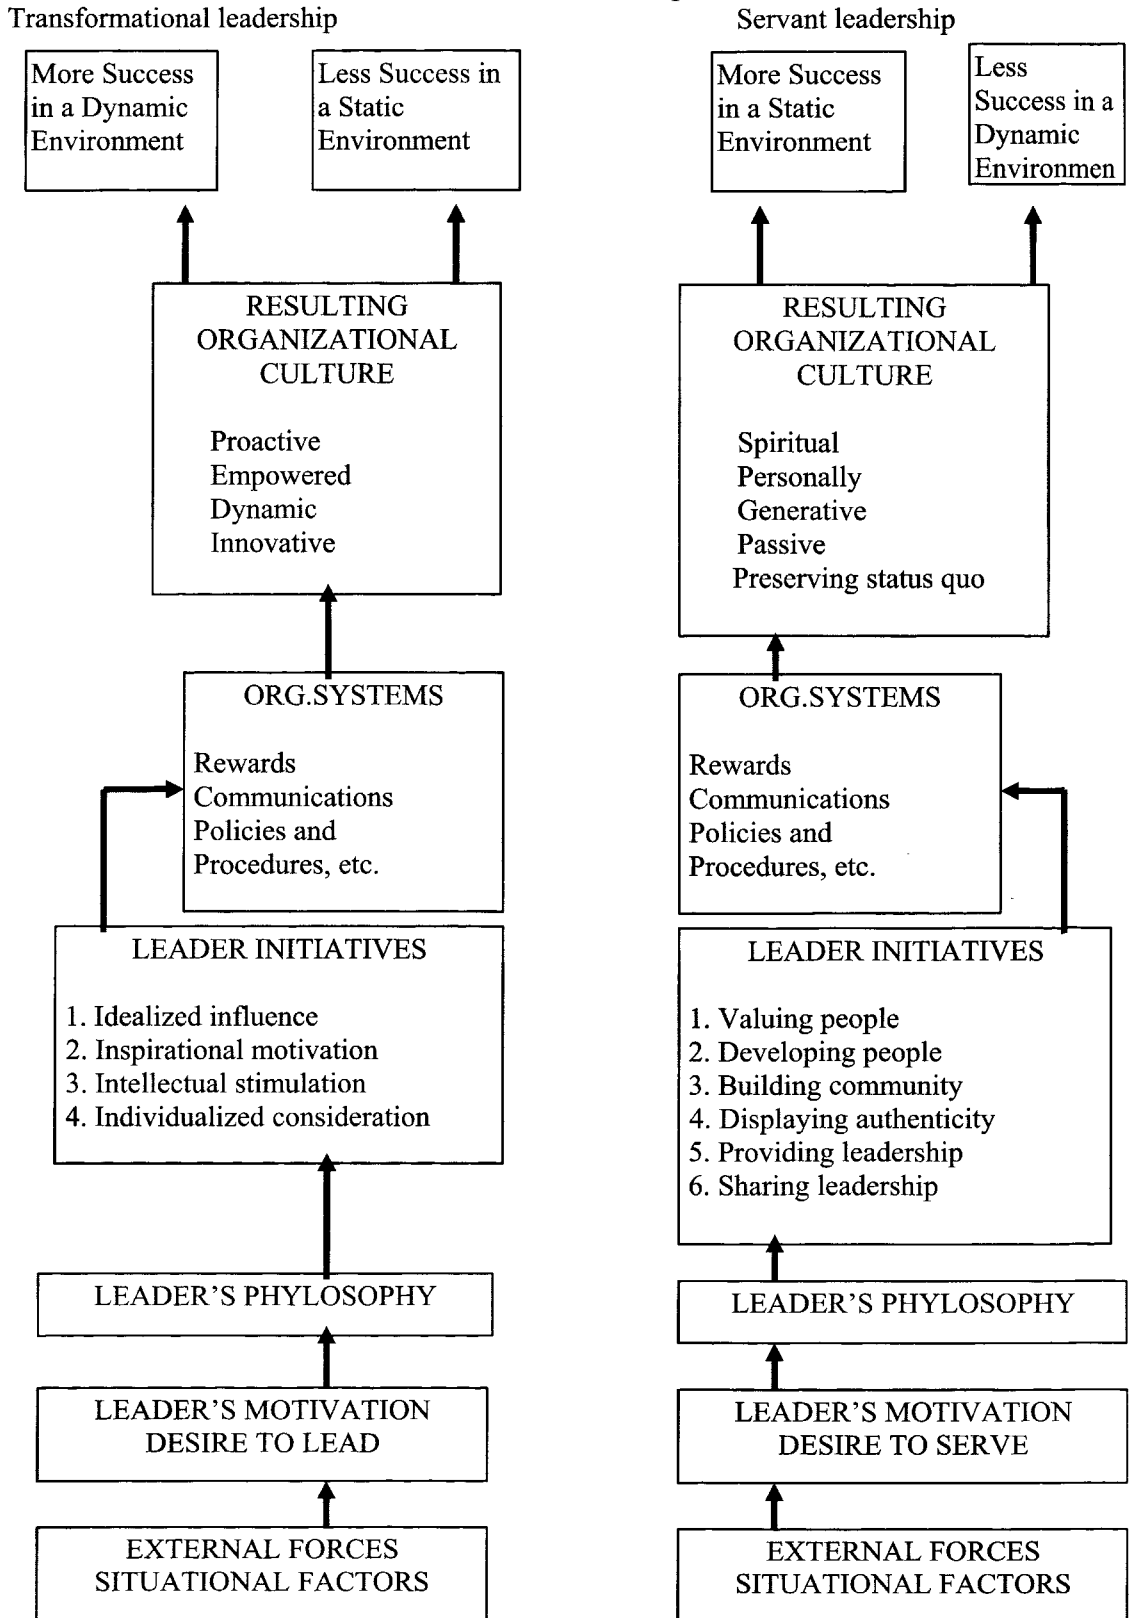 Transformational leadership
More Success
in a Dynamic
Environment
Less Success in
a Static
Environment
RESULTING
ORGANIZATIONAL
CULTURE
Proactive
Empowered
Dynamic
Innovative
ORG.SYSTEMS
Rewards
Communications
Policies and
Procedures, etc.
LEADER INITIATIVES
1. Idealized influence
2. Inspirational motivation
3. Intellectual stimulation
4. Individualized consideration
LEADER'S PHYLOSOPHY
LEADER'S MOTIVATION
DESIRE TO LEAD
EXTERNAL FORCES
SITUATIONAL FACTORS
Servant leadership
More Success
in a Static
Environment
Less
Success in a
Dynamic
Environmen
RESULTING
ORGANIZATIONAL
CULTURE
Spiritual
Personally
Generative
Passive
Preserving status quo
ORG.SYSTEMS
Rewards
Communications
Policies and
Procedures, etc.
LEADER INITIATIVES
1. Valuing people
2. Developing people
3. Building community
4. Displaying authenticity
5. Providing leadership
6. Sharing leadership
LEADER'S PHYLOSOPHY
LEADER'S MOTIVATION
DESIRE TO SERVE
EXTERNAL FORCES
SITUATIONAL FACTORS